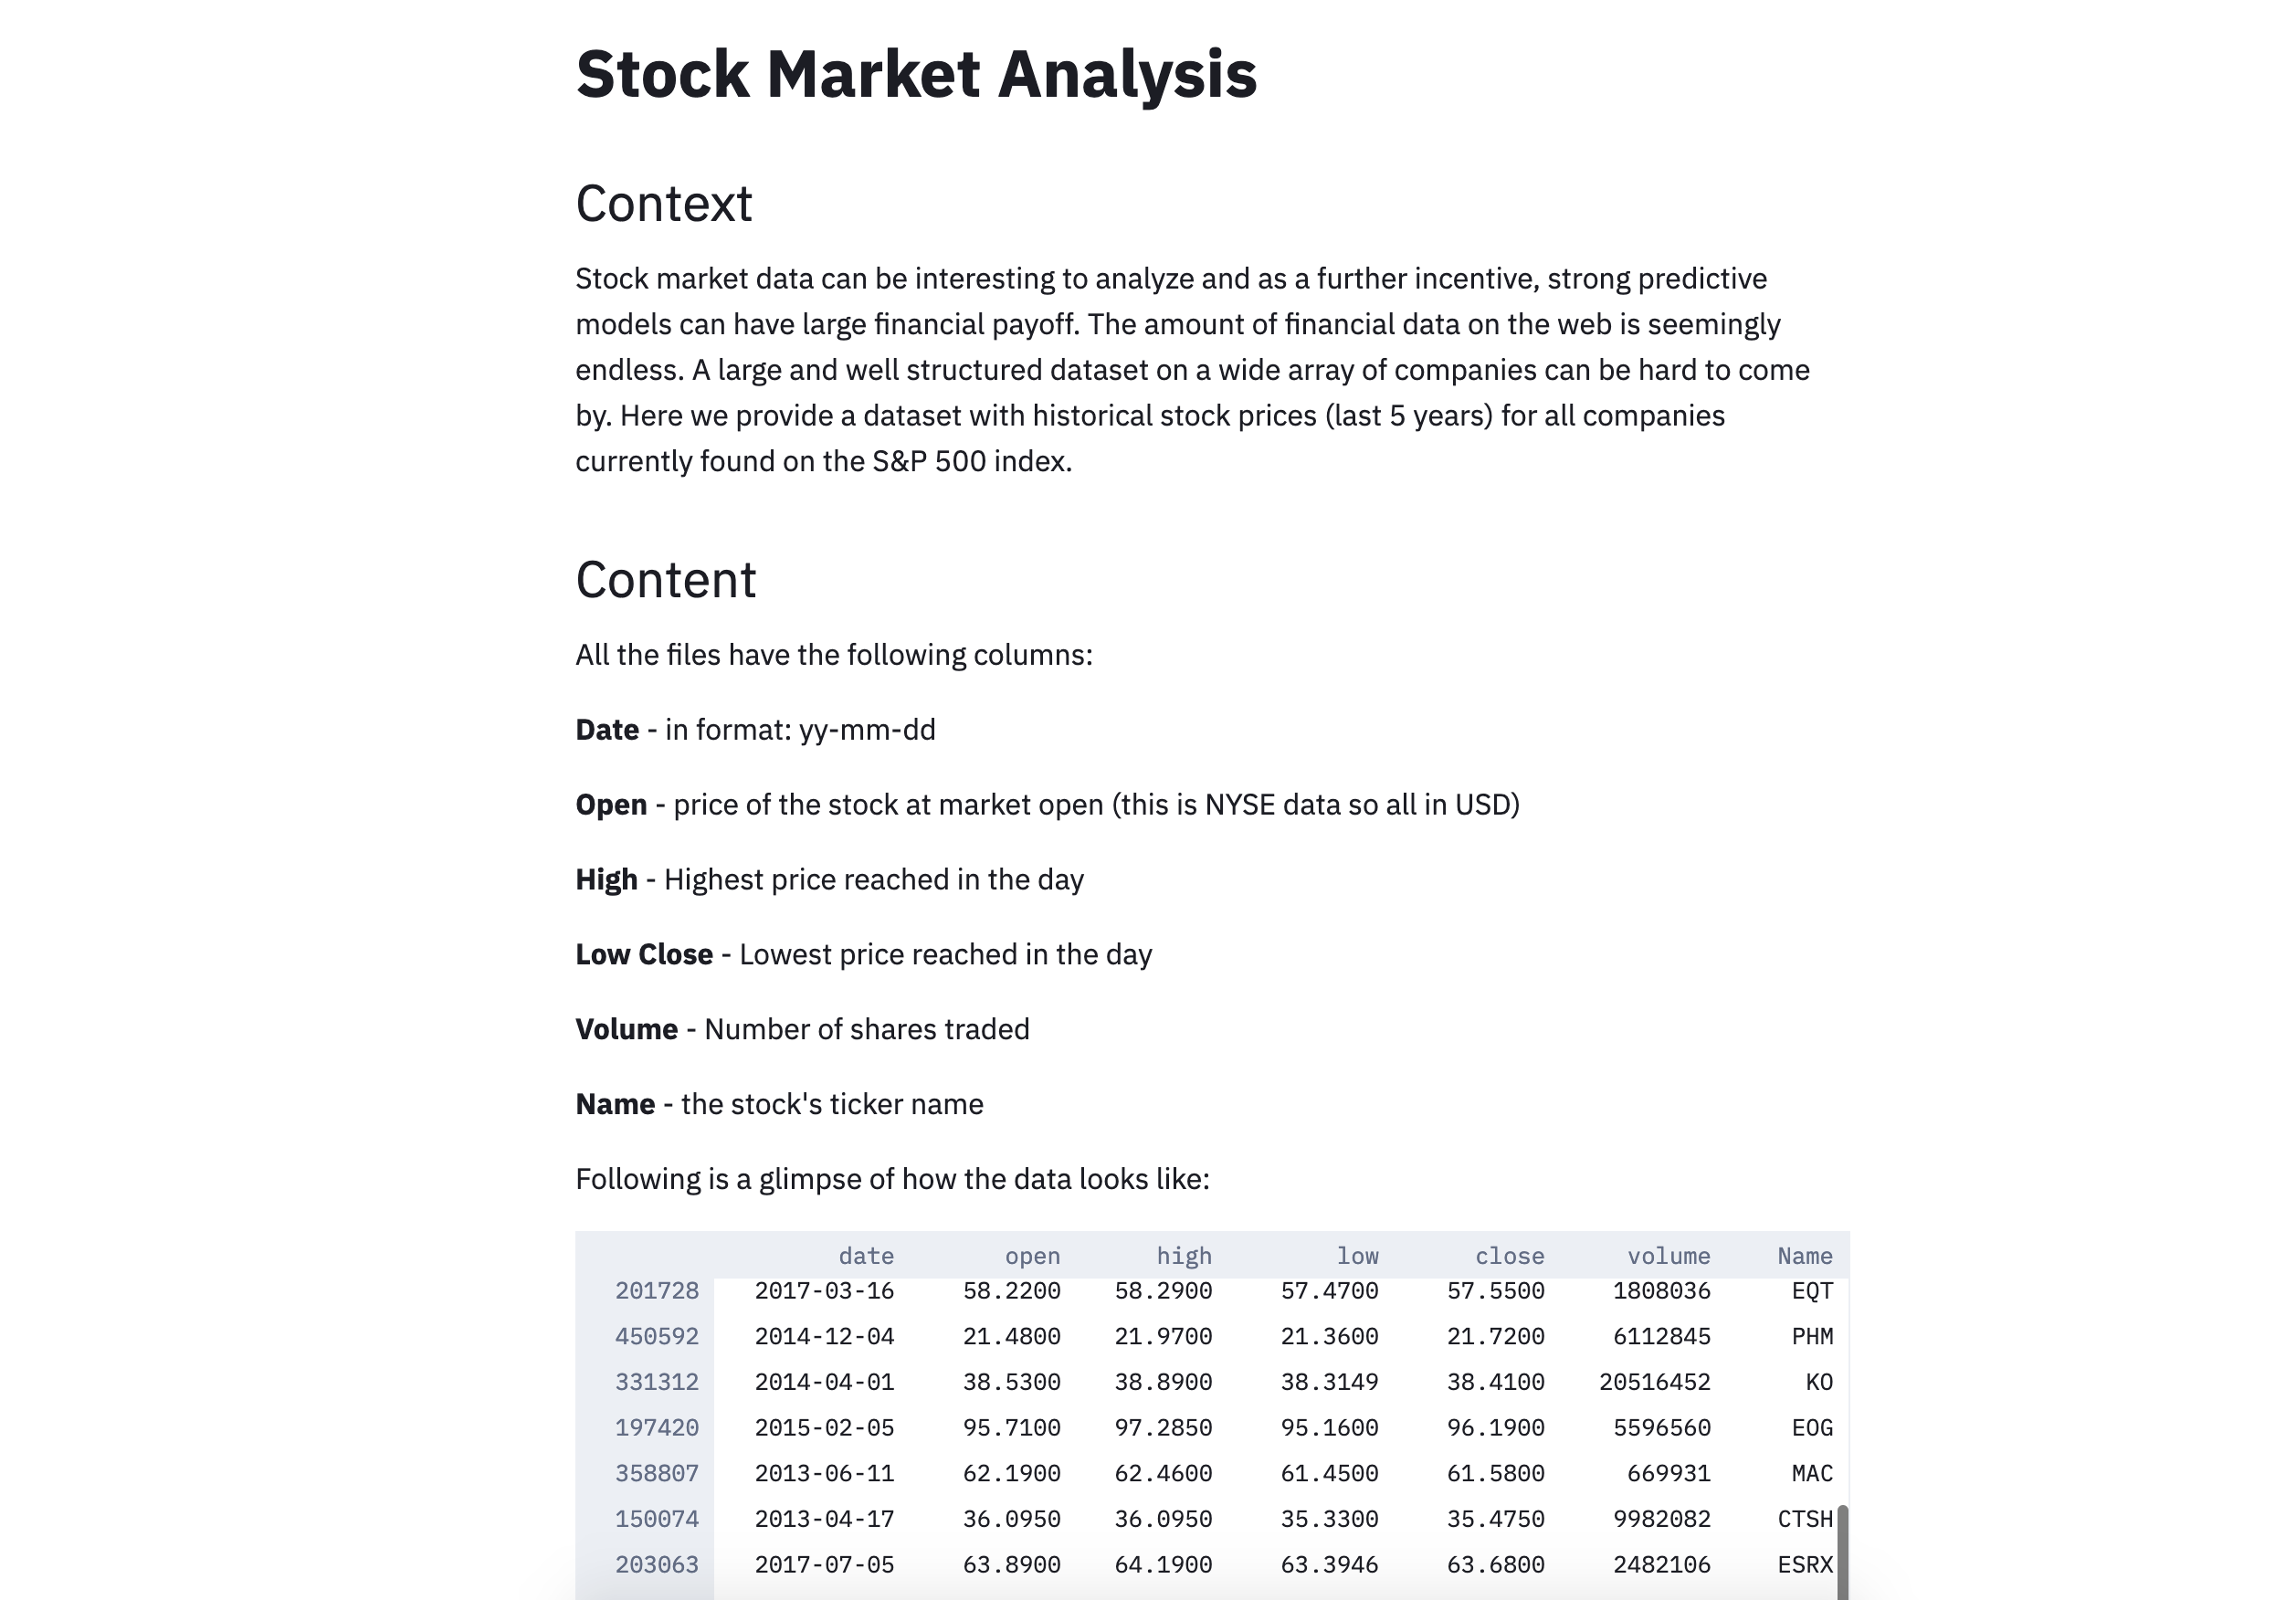 Stock Market Analysis
Context
Stock market data can be interesting to analyze and as a further incentive, strong predictive
models can have large financial payoff. The amount of financial data on the web is seemingly
endless. A large and well structured dataset on a wide array of companies can be hard to come
by. Here we provide a dataset with historical stock prices (last 5 years) for all companies
currently found on the S&P 500 index.
Content
All the files have the following columns:
Date - in format: yy-mm-dd
Open - price of the stock at market open (this is NYSE data so all in USD)
High - Highest price reached in the day
Low Close - Lowest price reached in the day
Volume - Number of shares traded
Name - the stock's ticker name
Following is a glimpse of how the data looks like:
date open high low close volume Name
201728 2017-03-16 58.2200 58.2900 57.4700 57.5500 1808036 EQT
450592 2014-12-04 21.4800 21.9700 21.3600 21.7200 6112845 PHM
331312 2014-04-01 38.5300 38.8900 38.3149 38.4100 20516452 KO
197420 2015-02-05 95.7100 97.2850 95.1600 96.1900 5596560 EOG
358807 2013-06-11 62.1900 62.4600 61.4500 61.5800 669931 MAC
150074 2013-04-17 36.0950 36.0950 35.3300 35.4750 9982082 CTSH
203063 2017-07-05 63.8900 64.1900 63.3946 63.6800 2482106 ESRX